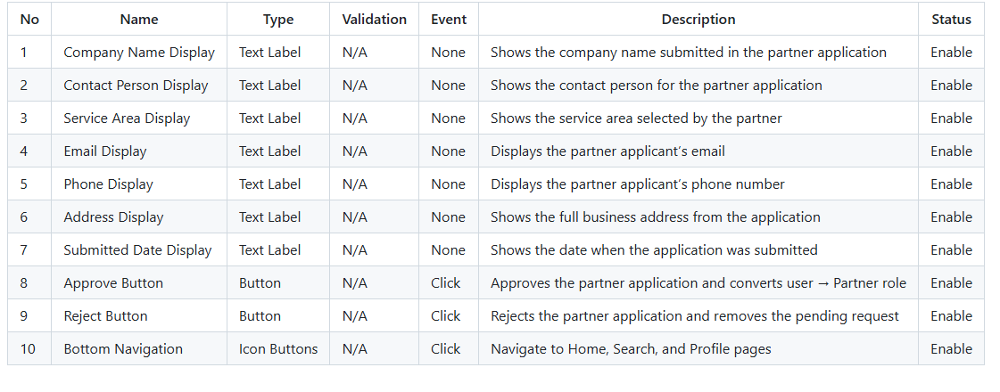 No Name Type Validation Event Description Status
1 Company Name Display Text Label N/A None Shows the company name submitted in the partner application Enable
2 Contact Person Display Text Label N/A None Shows the contact person for the partner application Enable
3 Service Area Display Text Label N/A None Shows the service area selected by the partner Enable
4 Email Display Text Label N/A None Displays the partner applicant's email Enable
5 Phone Display Text Label N/A None Displays the partner applicant's phone number Enable
6 Address Display Text Label N/A None Shows the full business address from the application Enable
7 Submitted Date Display Text Label N/A None Shows the date when the application was submitted Enable
8 Approve Button Button N/A Click Approves the partner application and converts user → Partner role Enable
9 Reject Button Button N/A Click Rejects the partner application and removes the pending request Enable
10 Bottom Navigation Icon Buttons N/A Click Navigate to Home, Search, and Profile pages Enable